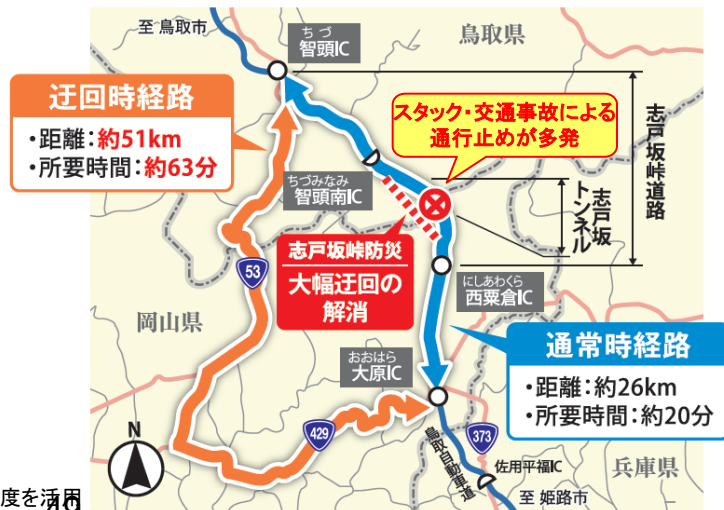 至 鳥取市
ちづ
智頭IC
鳥取県
迂回時経路
・距離：約51km
・所要時間：約63分
スタック・交通事故による
通行止めが多発
志戸坂峠道路
ちづみなみ
智頭南IC
志戸坂
トンネル
志戸坂峠防災
大幅迂回の
解消
53
にしあわくら
西粟倉IC
岡山県
おおはら
大原IC
通常時経路
・距離：約26km
・所要時間：約20分
N
429
373
鳥取自動車道
佐用平福IC
兵庫県
至 姫路市
度を活用